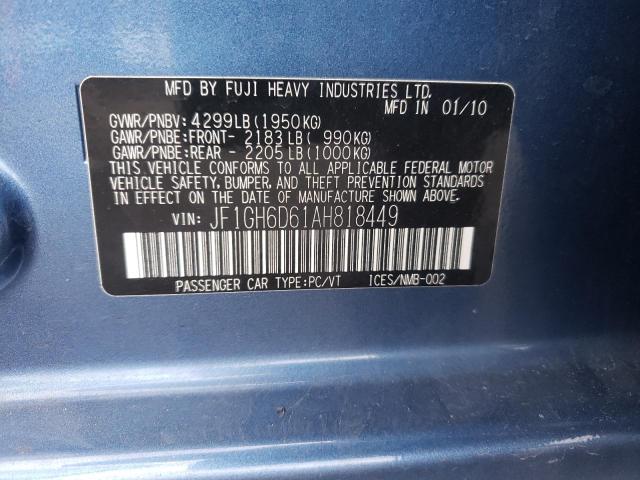 MFD BY FUJI HEAVY INDUSTRIES LTD.
MFD IN 01/10
GVWR/PNBV: 4299LB(1950KG)
GAWR/PNBE:FRONT- 2183LB( 990KG)
GAWR/PNBE:REAR - 2205LB(1000KG)
THIS VEHICLE CONFORMS TO ALL APPLICABLE FEDERAL MOTOR
VEHICLE SAFETY, BUMPER, AND THEFT PREVENTION STANDARDS
IN EFFECT ON THE DATE OF MANUFACTURE SHOWN ABOVE.
VIN: JF1GH6D61AH818449
PASSENGER CAR TYPE:PC/VT ICES/NMB-002